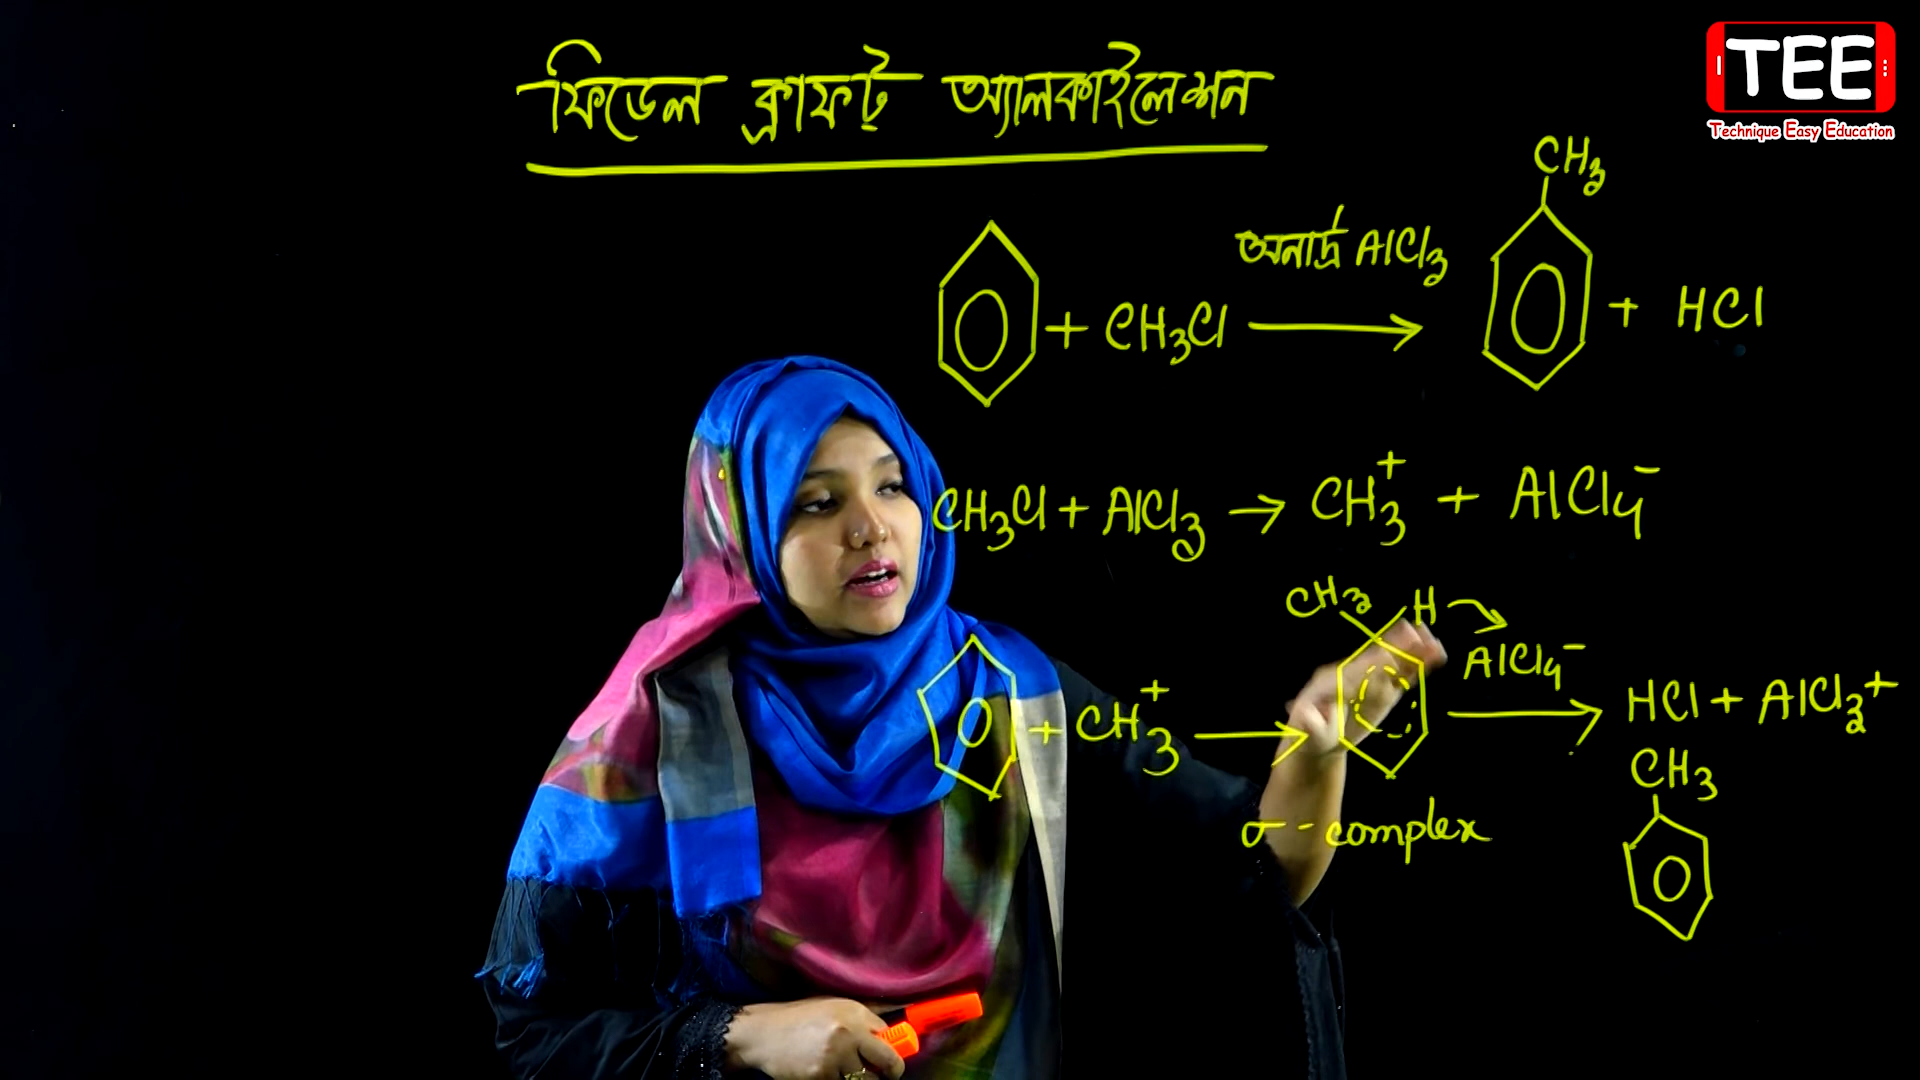 TEE
Technique Easy Education
ফিডেল ক্রাফট্ অ্যালকাইলেশন
CH₃
+ CH₃Cl অনার্দ্র AlCl₃ → + HCl
CH₃Cl + AlCl₃ → CH₃⁺ + AlCl₄⁻
CH₃ H
+ CH₃⁺ → AlCl₄⁻ → HCl + AlCl₃ +
CH₃
σ - complex